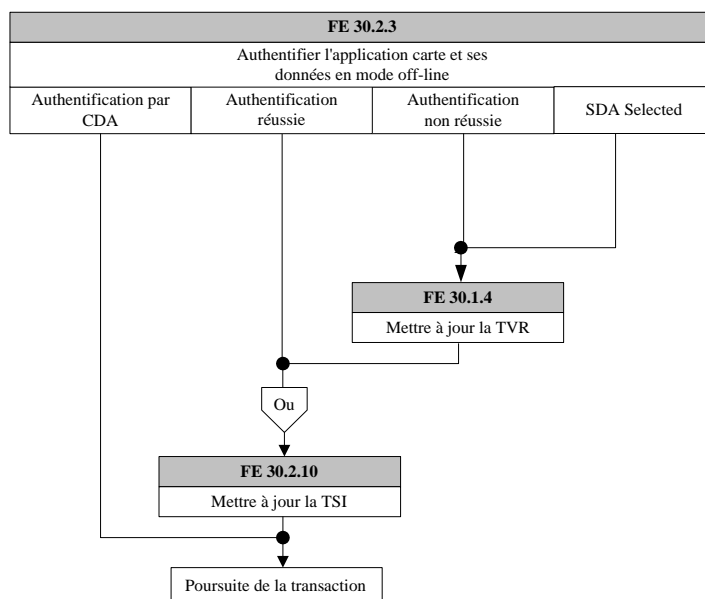 FE 30.2.3
Authentifier l'application carte et ses
données en mode off-line
Authentification par
CDA
Authentification
réussie
Authentification
non réussie
SDA Selected
FE 30.1.4
Mettre à jour la TVR
Ou
FE 30.2.10
Mettre à jour la TSI
Poursuite de la transaction